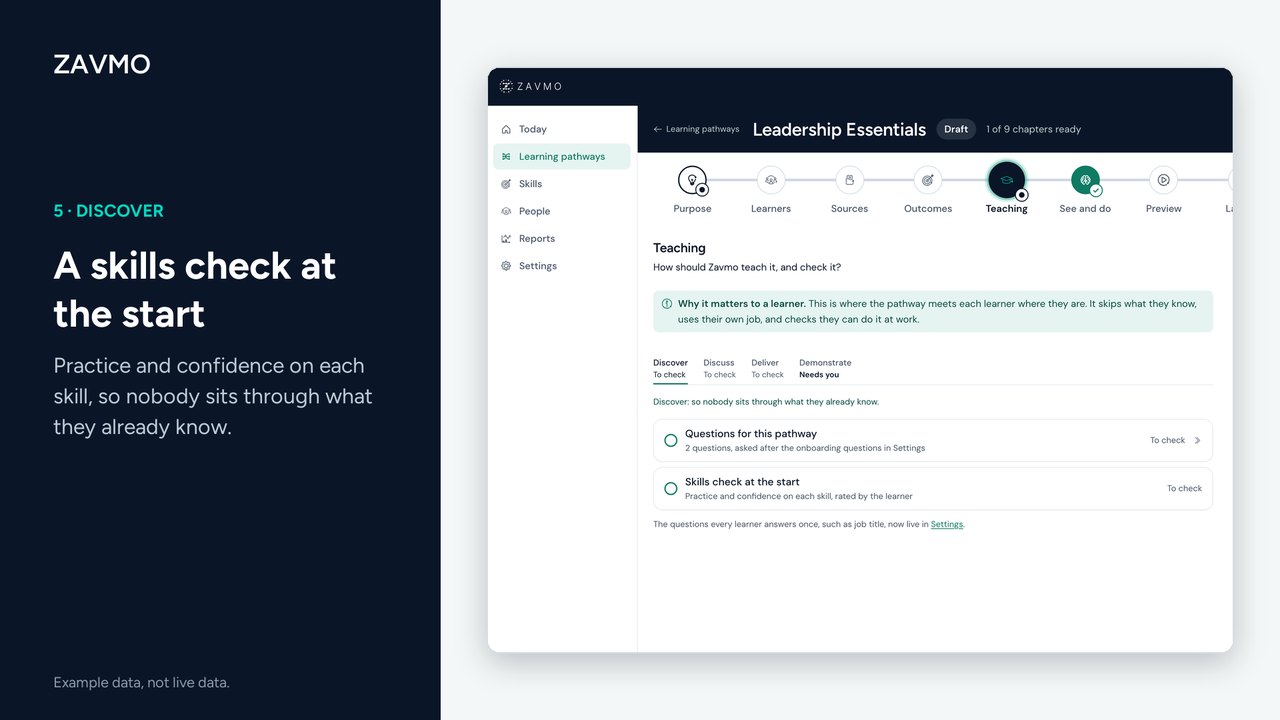 ZAVMO
5 · DISCOVER
A skills check at
the start
Practice and confidence on each
skill, so nobody sits through what
they already know.
Example data, not live data.
ZAVMO
Today
Learning pathways
Skills
People
Reports
Settings
← Learning pathways Leadership Essentials Draft 1 of 9 chapters ready
Purpose Learners Sources Outcomes Teaching See and do Preview La
Teaching
How should Zavmo teach it, and check it?
Why it matters to a learner. This is where the pathway meets each learner where they are. It skips what they know,
uses their own job, and checks they can do it at work.
Discover Discuss Deliver Demonstrate
To check To check To check Needs you
Discover: so nobody sits through what they already know.
Questions for this pathway
2 questions, asked after the onboarding questions in Settings
To check
Skills check at the start
Practice and confidence on each skill, rated by the learner
To check
The questions every learner answers once, such as job title, now live in Settings.